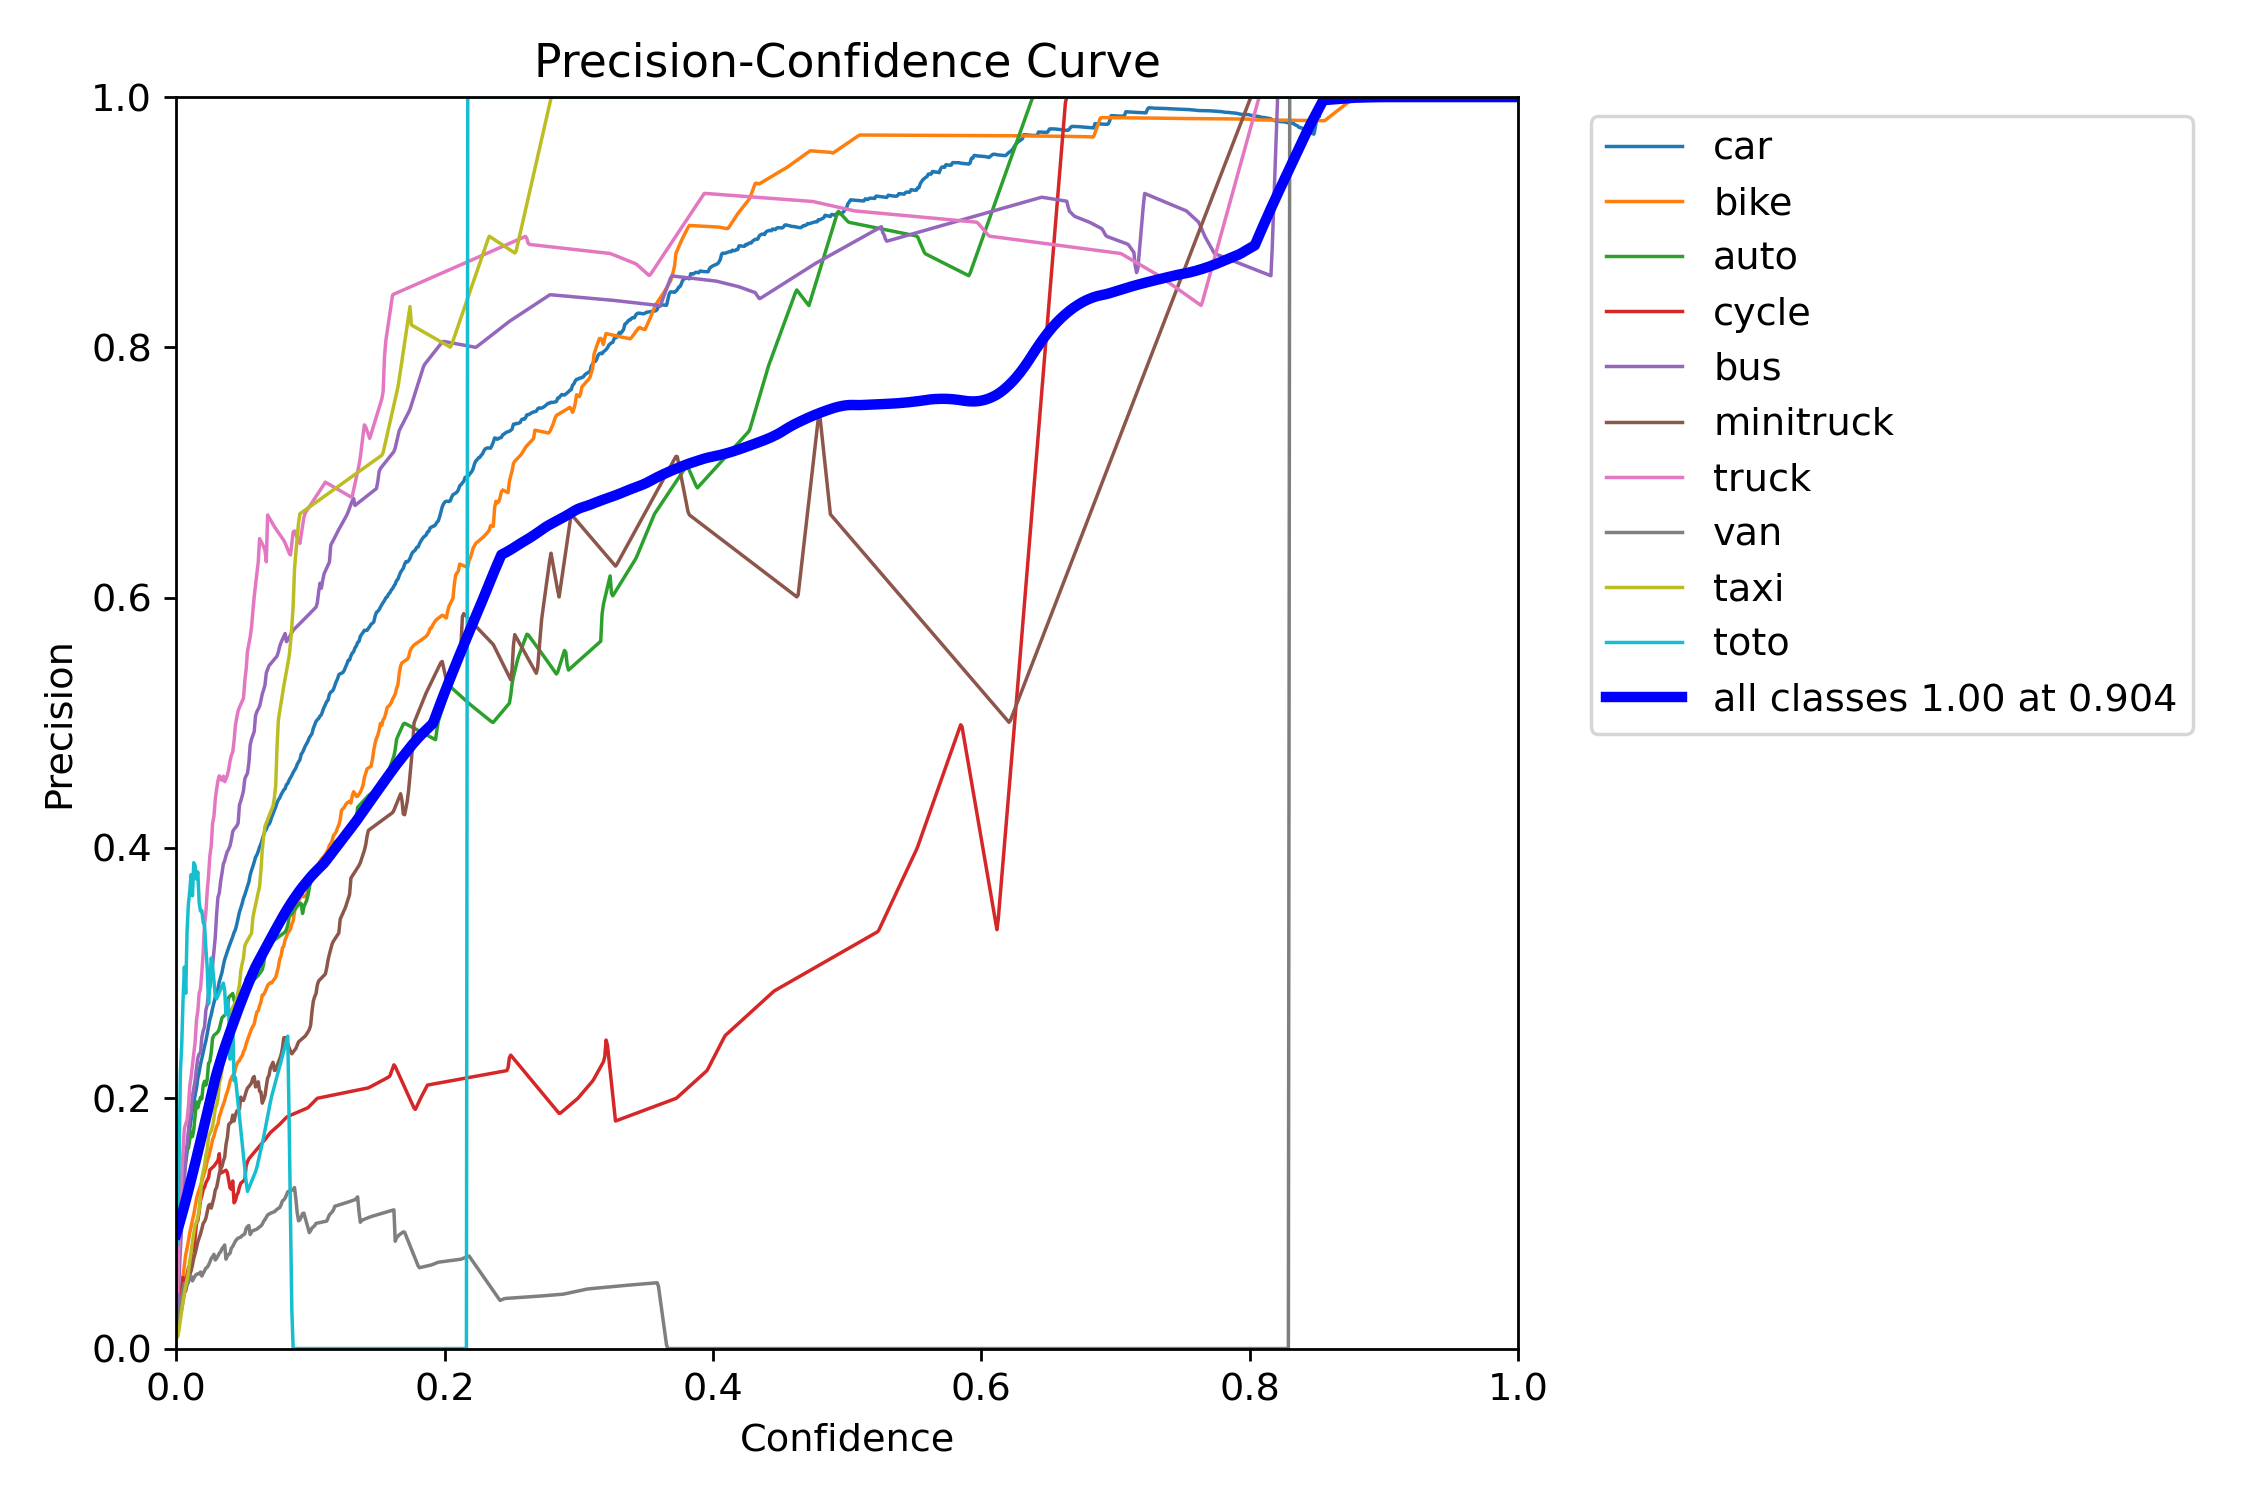 Precision-Confidence Curve
1.0
0.8
0.6
0.4
0.2
0.0
Precision
0.0 0.2 0.4 0.6 0.8 1.0
Confidence
car
bike
auto
cycle
bus
minitruck
truck
van
taxi
toto
all classes 1.00 at 0.904